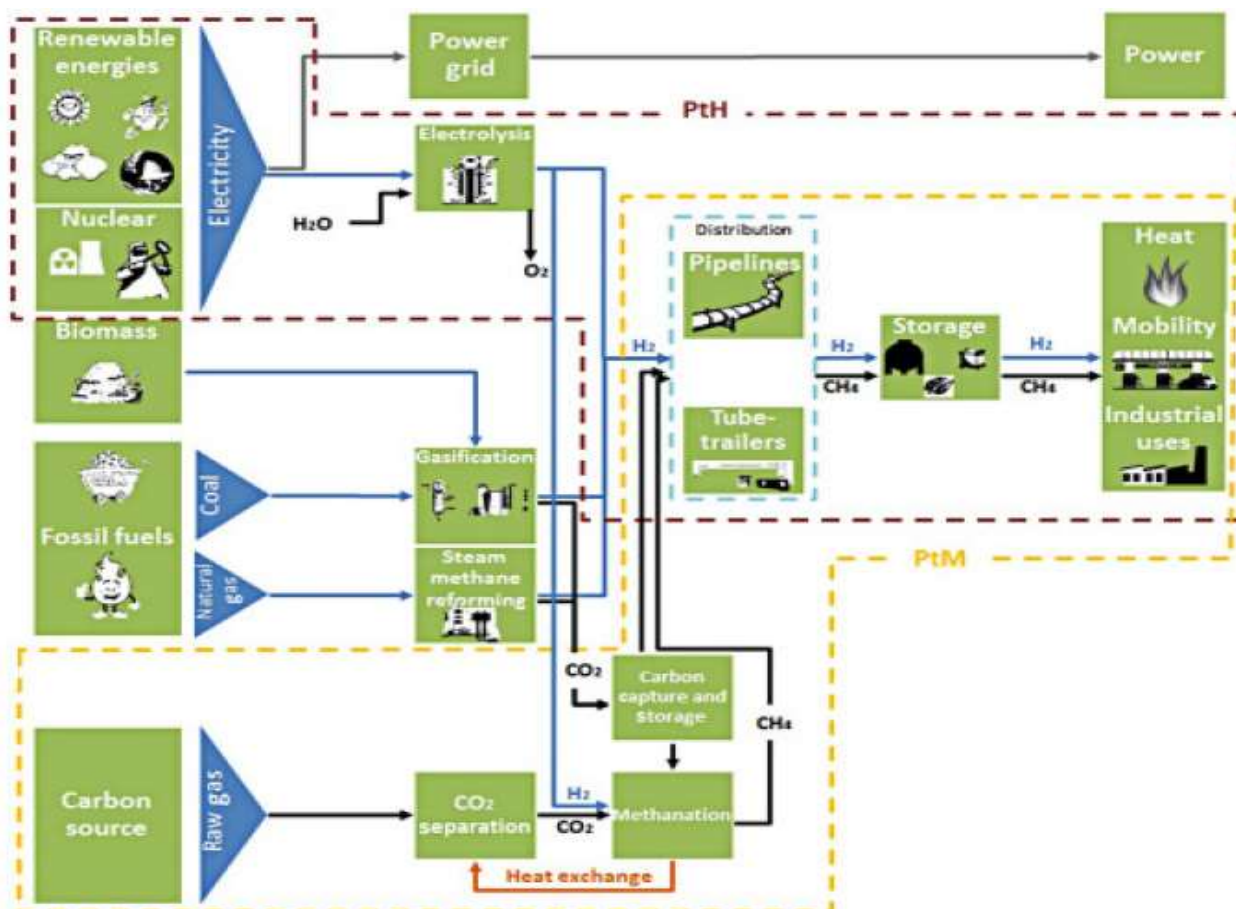 Renewable
energies
Power
grid
Power
PtH
Electricity
Electrolysis
H₂O
O₂
Nuclear
Distribution
Pipelines
Heat
Biomass
H₂
Storage
H₂
H₂
Mobility
CH₄
CH₄
Tube-
trailers
Industrial
uses
Gasification
Coal
Fossil fuels
Natural
gas
Steam
methane
reforming
PtM
CO₂
Carbon
capture and
Storage
CH₄
Carbon
source
Raw gas
CO₂
separation
H₂
CO₂
Methanation
Heat exchange